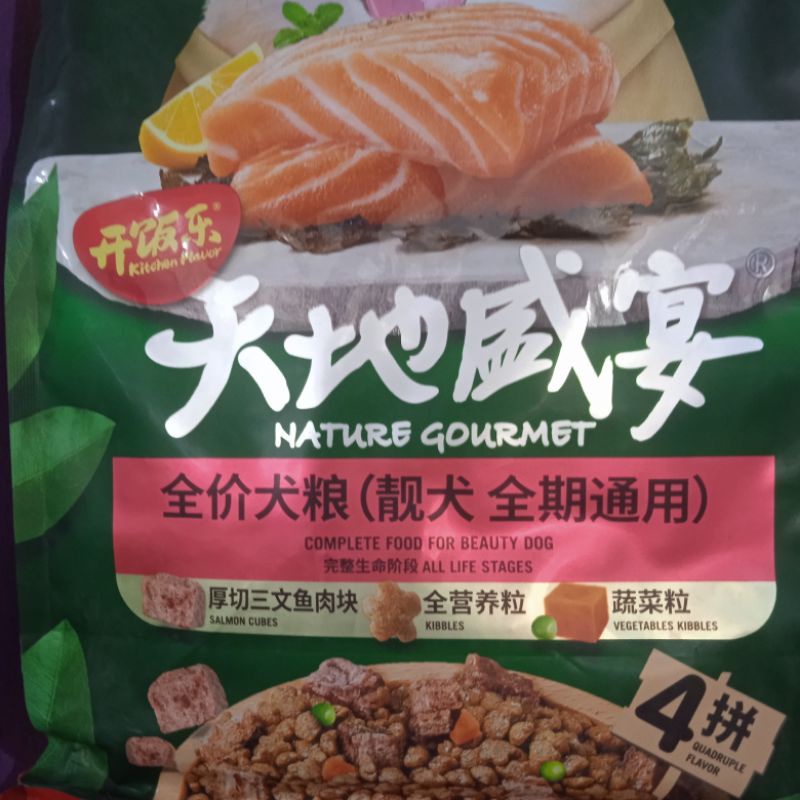 开饭乐®
Kitchen Flavor
天地盛宴®
NATURE GOURMET
全价犬粮(靓犬 全期通用)
COMPLETE FOOD FOR BEAUTY DOG
完整生命阶段 ALL LIFE STAGES
厚切三文鱼肉块
SALMON CUBES
全营养粒
KIBBLES
蔬菜粒
VEGETABLES KIBBLES
4拼
QUADRUPLE
FLAVOR